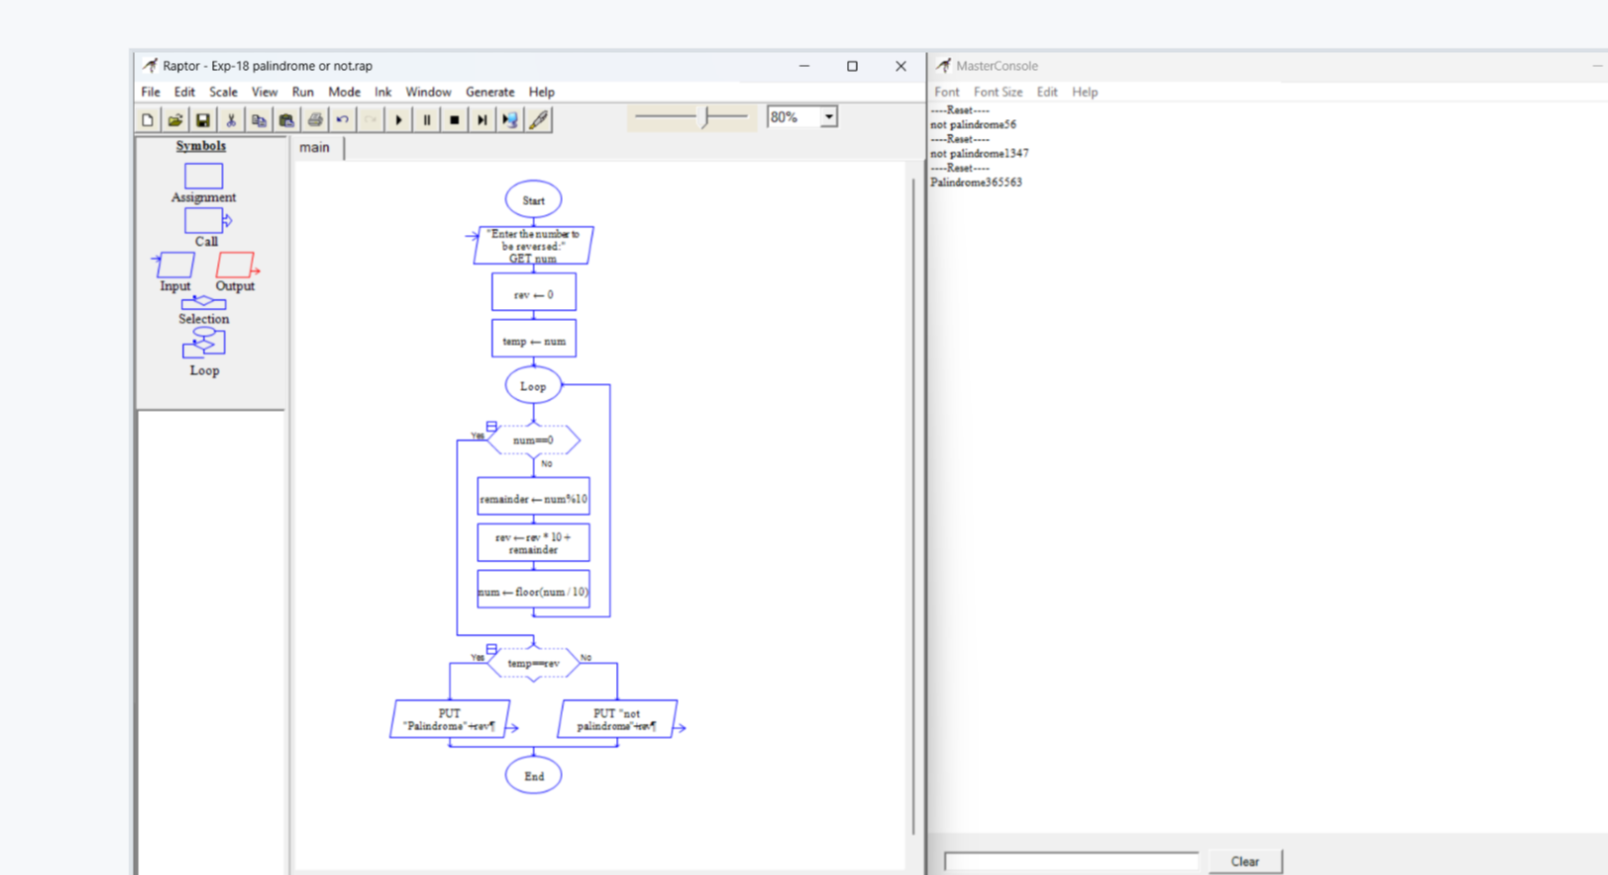 Raptor - Exp-18 palindrome or not.rap
File Edit Scale View Run Mode Ink Window Generate Help
80%
Symbols
Assignment
Call
Input Output
Selection
Loop
main
Start
"Enter the number to
be reversed:"
GET num
rev ← 0
temp ← num
Loop
Yes
num==0
No
remainder ← num%10
rev ← rev * 10 +
remainder
num ← floor(num / 10)
Yes
temp==rev
No
PUT
"Palindrome"+rev¶
PUT "not
palindrome"+rev¶
End
MasterConsole
Font Font Size Edit Help
----Reset----
not palindrome56
----Reset----
not palindrome1347
----Reset----
Palindrome365563
Clear